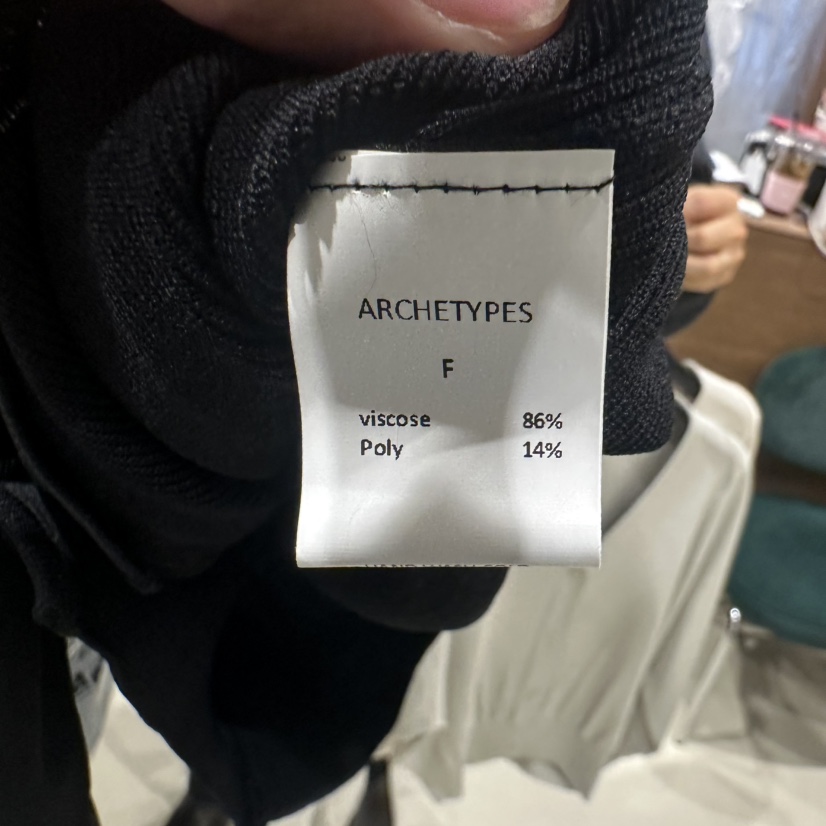 ARCHETYPES
F
viscose 86%
Poly 14%